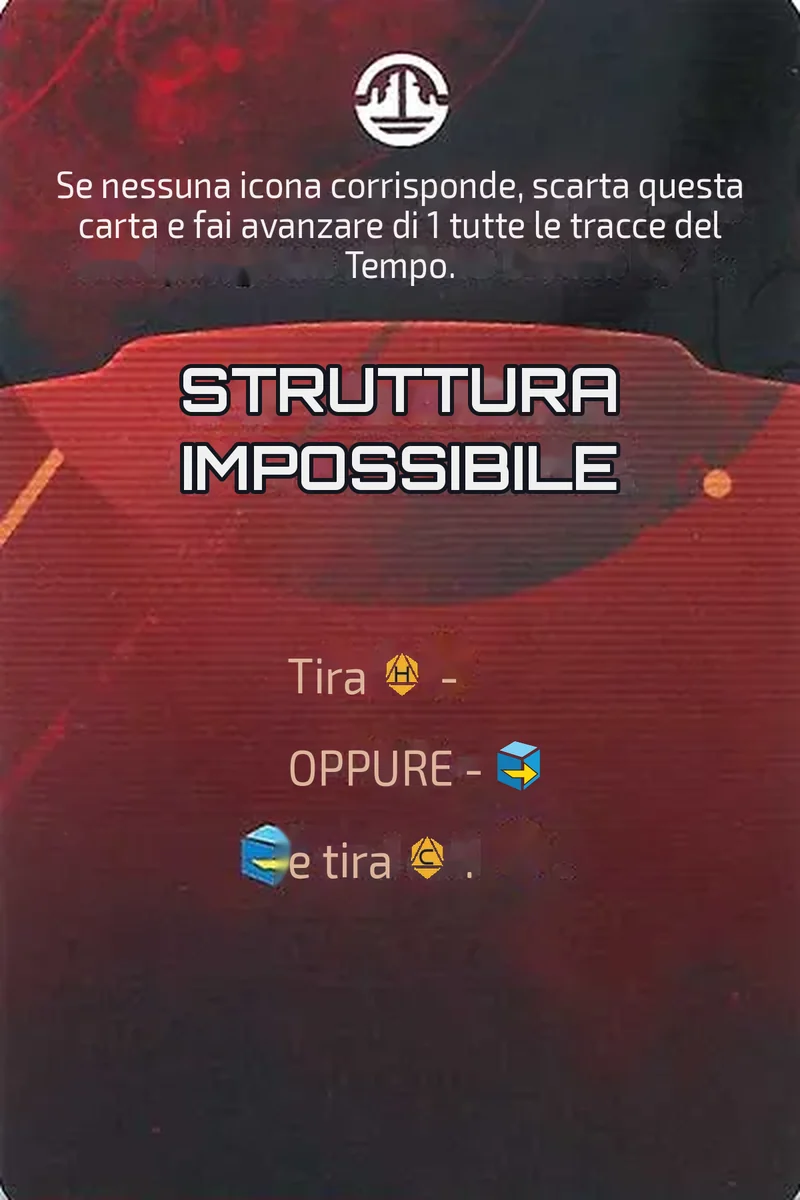 Se nessuna icona corrisponde, scarta questa
carta e fai avanzare di 1 tutte le tracce del
Tempo.
STRUTTURA
IMPOSSIBILE
Tira H -
OPPURE -
e tira C .